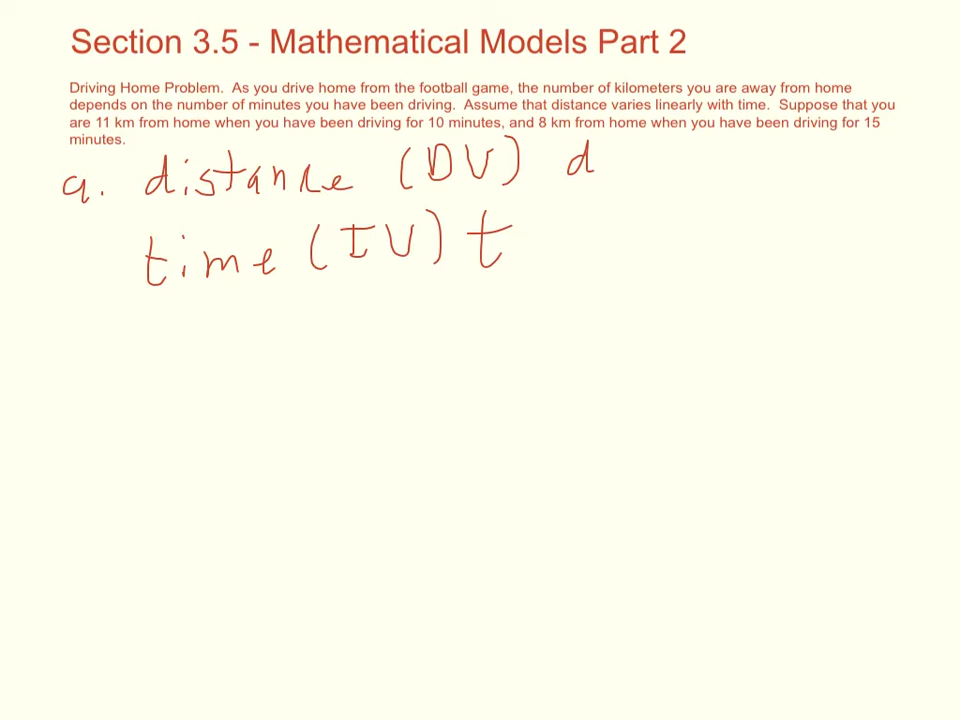 Section 3.5 - Mathematical Models Part 2
Driving Home Problem. As you drive home from the football game, the number of kilometers you are away from home
depends on the number of minutes you have been driving. Assume that distance varies linearly with time. Suppose that you
are 11 km from home when you have been driving for 10 minutes, and 8 km from home when you have been driving for 15
minutes.
a. distance (DV) d
time (IV) t